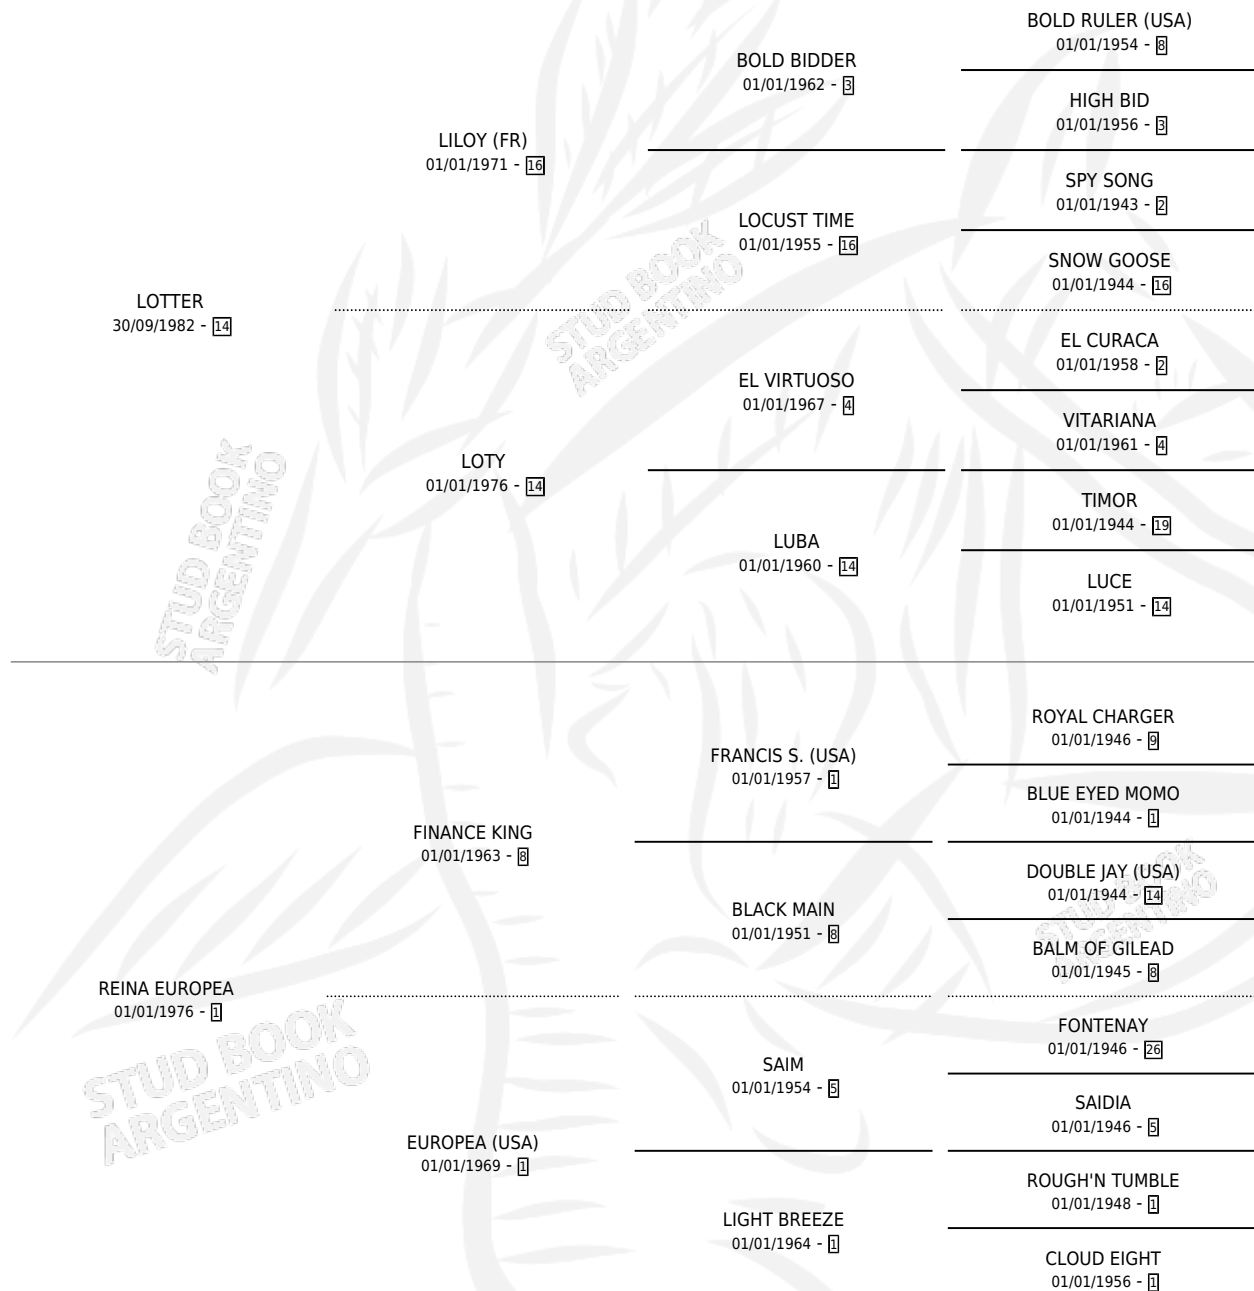 BOLD RULER (USA)
01/01/1954 - 8
BOLD BIDDER
01/01/1962 - 3
HIGH BID
01/01/1956 - 3
LILOY (FR)
01/01/1971 - 16
SPY SONG
01/01/1943 - 2
LOCUST TIME
01/01/1955 - 16
SNOW GOOSE
01/01/1944 - 16
LOTTER
30/09/1982 - 14
EL CURACA
01/01/1958 - 2
EL VIRTUOSO
01/01/1967 - 4
VITARIANA
01/01/1961 - 4
LOTY
01/01/1976 - 14
TIMOR
01/01/1944 - 19
LUBA
01/01/1960 - 14
LUCE
01/01/1951 - 14
ROYAL CHARGER
01/01/1946 - 9
FRANCIS S. (USA)
01/01/1957 - 1
BLUE EYED MOMO
01/01/1944 - 1
FINANCE KING
01/01/1963 - 8
DOUBLE JAY (USA)
01/01/1944 - 14
BLACK MAIN
01/01/1951 - 8
BALM OF GILEAD
01/01/1945 - 8
REINA EUROPEA
01/01/1976 - 1
FONTENAY
01/01/1946 - 26
SAIM
01/01/1954 - 5
SAIDIA
01/01/1946 - 5
EUROPEA (USA)
01/01/1969 - 1
ROUGH'N TUMBLE
01/01/1948 - 1
LIGHT BREEZE
01/01/1964 - 1
CLOUD EIGHT
01/01/1956 - 1
STUD BOOK
ARGENTINO
STUD BOOK
ARGENTINO
STUD BOOK
ARGENTINO
STUD BOOK
ARGENTINO